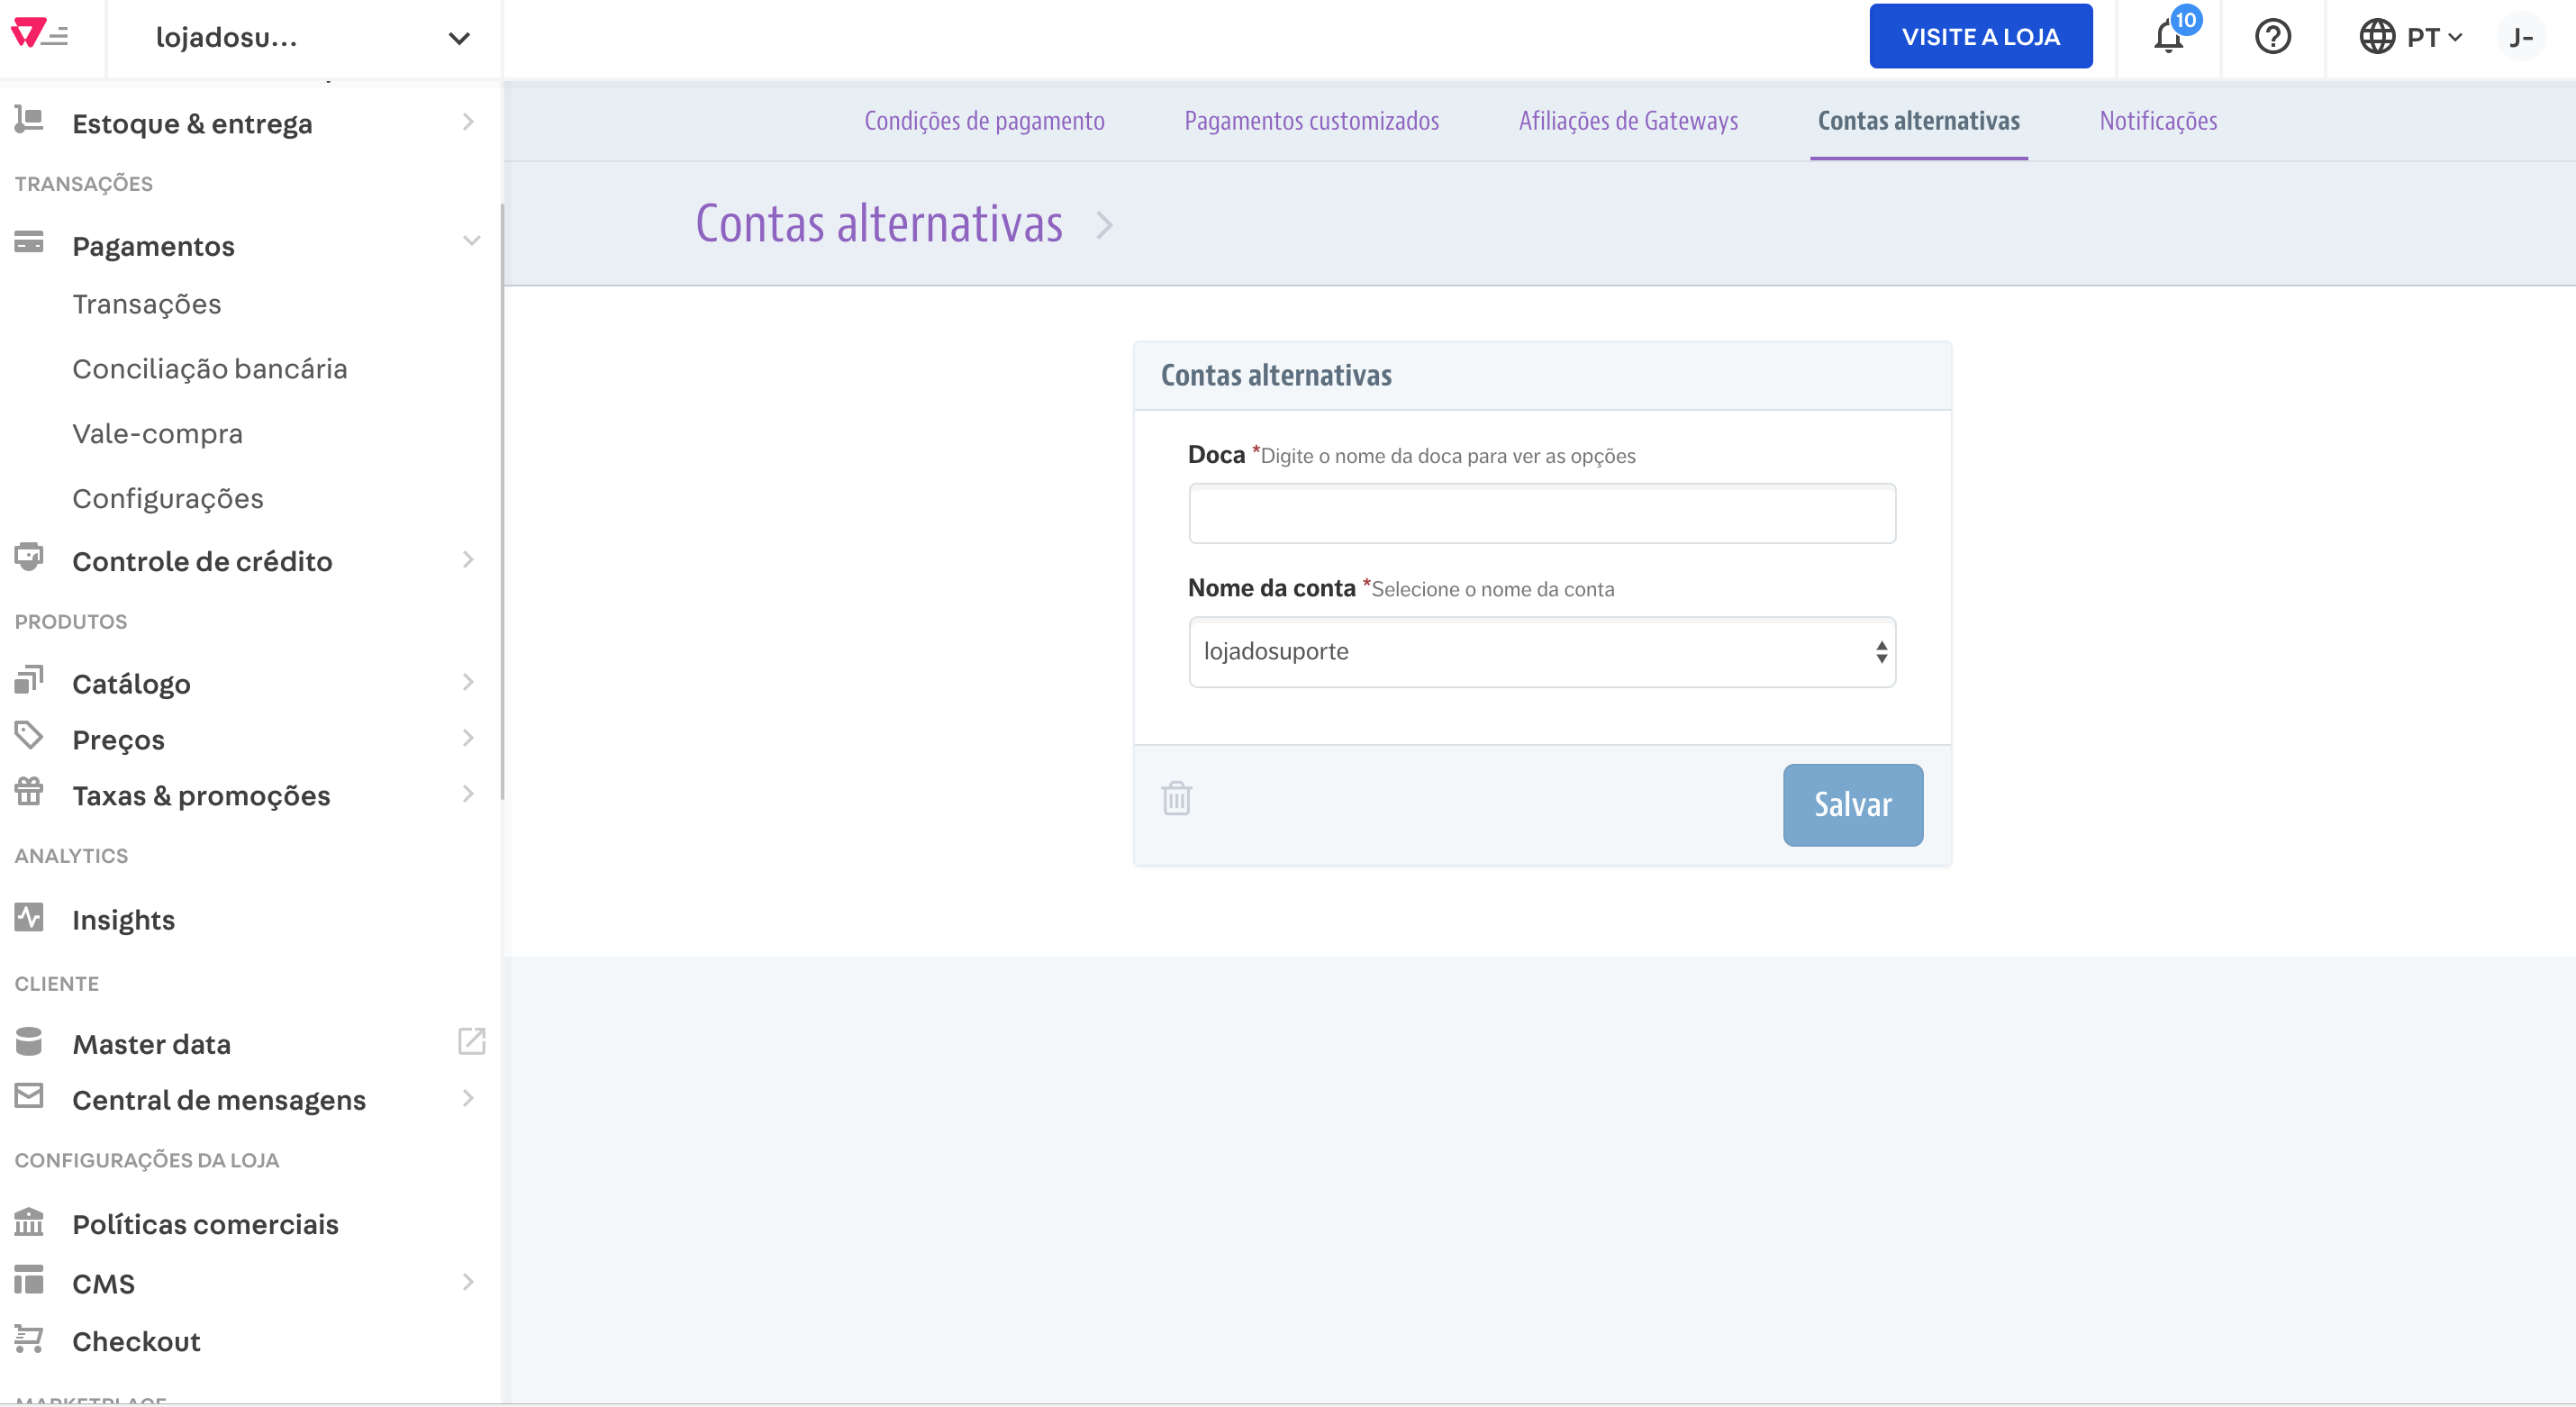 lojadosu...
VISITE A LOJA
10
PT
J-
Estoque & entrega
TRANSAÇÕES
Pagamentos
Transações
Conciliação bancária
Vale-compra
Configurações
Controle de crédito
PRODUTOS
Catálogo
Preços
Taxas & promoções
ANALYTICS
Insights
CLIENTE
Master data
Central de mensagens
CONFIGURAÇÕES DA LOJA
Políticas comerciais
CMS
Checkout
MARKETPLACE
Condições de pagamento
Pagamentos customizados
Afiliações de Gateways
Contas alternativas
Notificações
Contas alternativas
Contas alternativas
Doca *Digite o nome da doca para ver as opções
Nome da conta *Selecione o nome da conta
lojadosuporte
Salvar